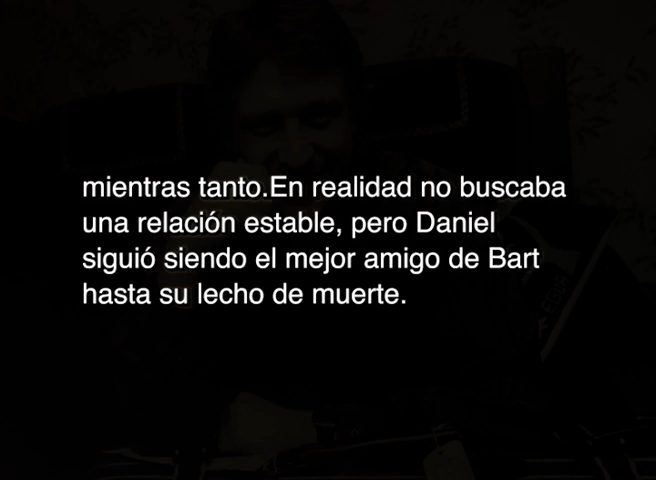 mientras tanto.En realidad no buscaba
una relación estable, pero Daniel
siguió siendo el mejor amigo de Bart
hasta su lecho de muerte.